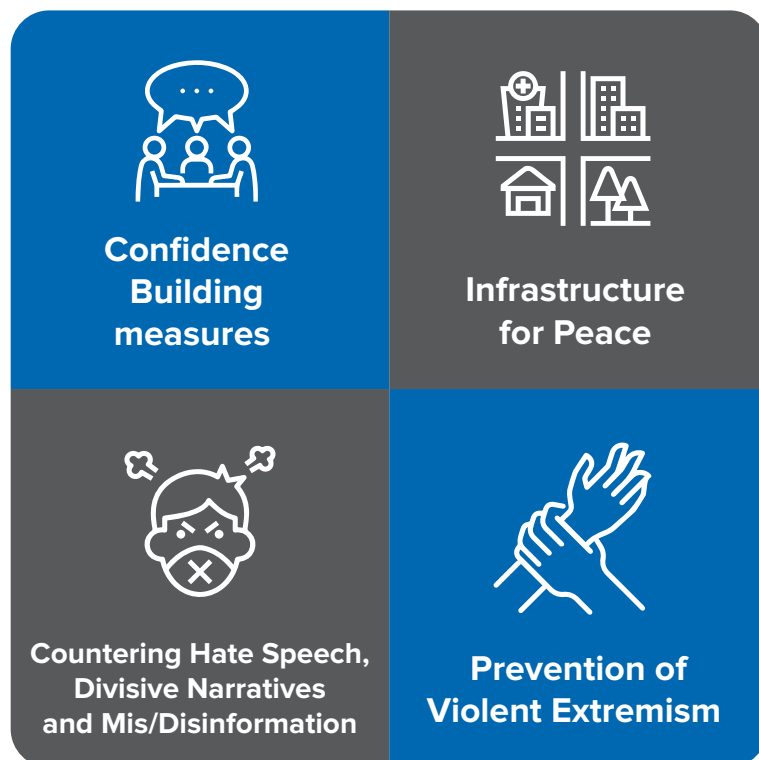 Confidence
Building
measures
Infrastructure
for Peace
Countering Hate Speech,
Divisive Narratives
and Mis/Disinformation
Prevention of
Violent Extremism